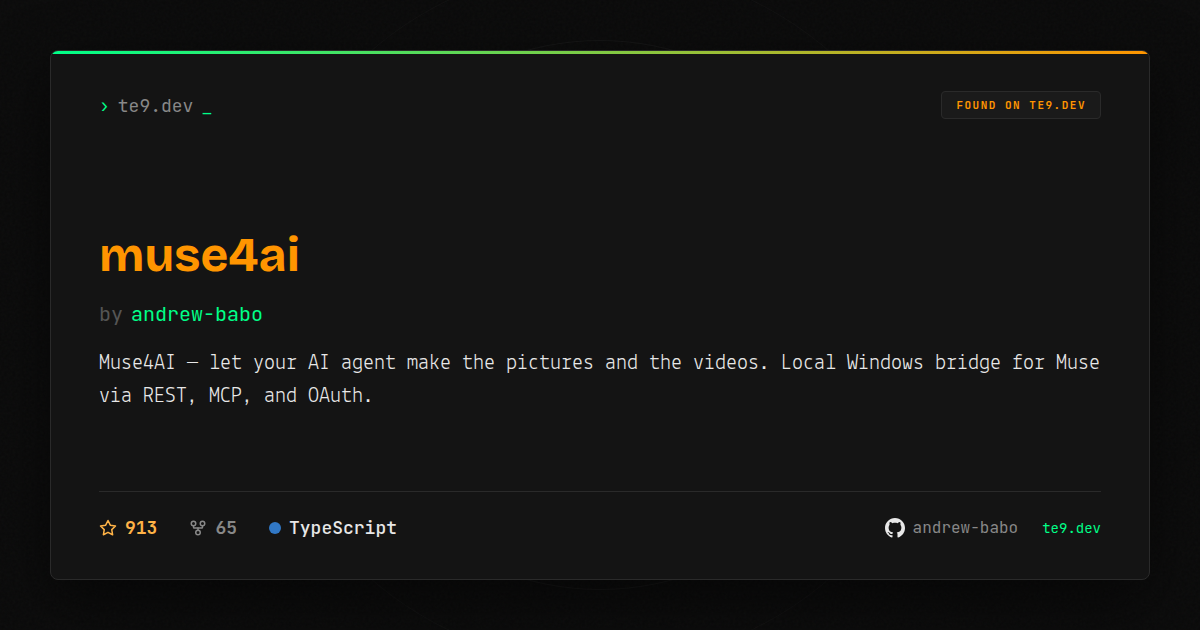 › te9.dev _
FOUND ON TE9.DEV
muse4ai
by andrew-babo
Muse4AI — let your AI agent make the pictures and the videos. Local Windows bridge for Muse
via REST, MCP, and OAuth.
913 65 TypeScript
andrew-babo te9.dev